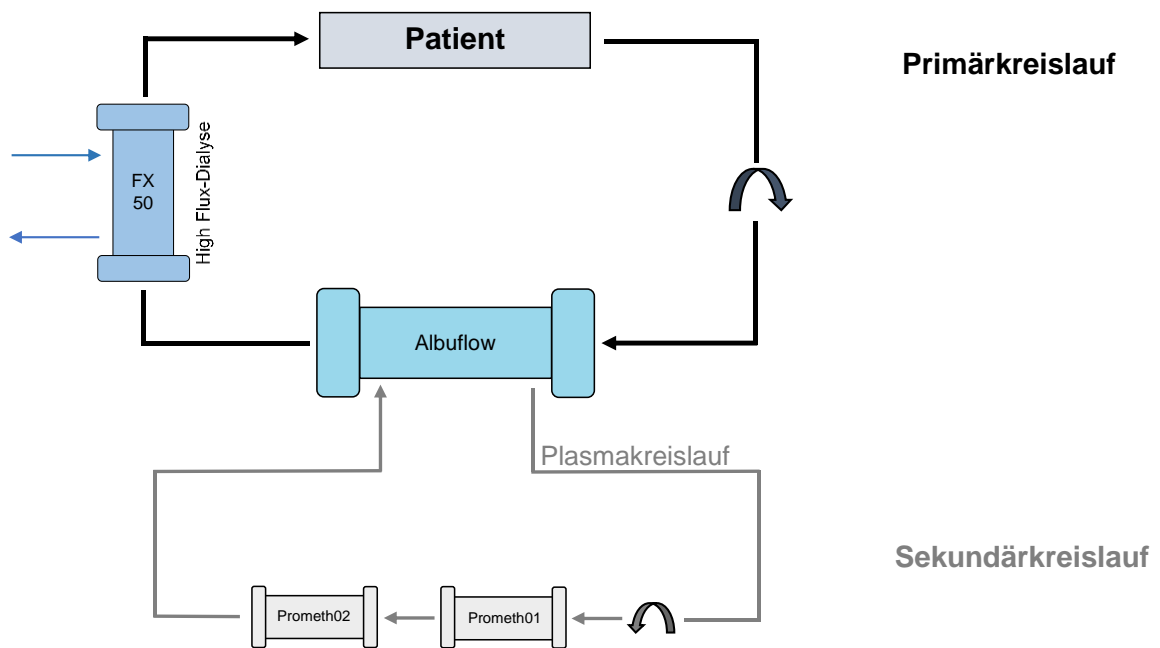 Patient
Primärkreislauf
FX
50
High Flux-Dialyse
Albuflow
Plasmakreislauf
Sekundärkreislauf
Prometh02
Prometh01